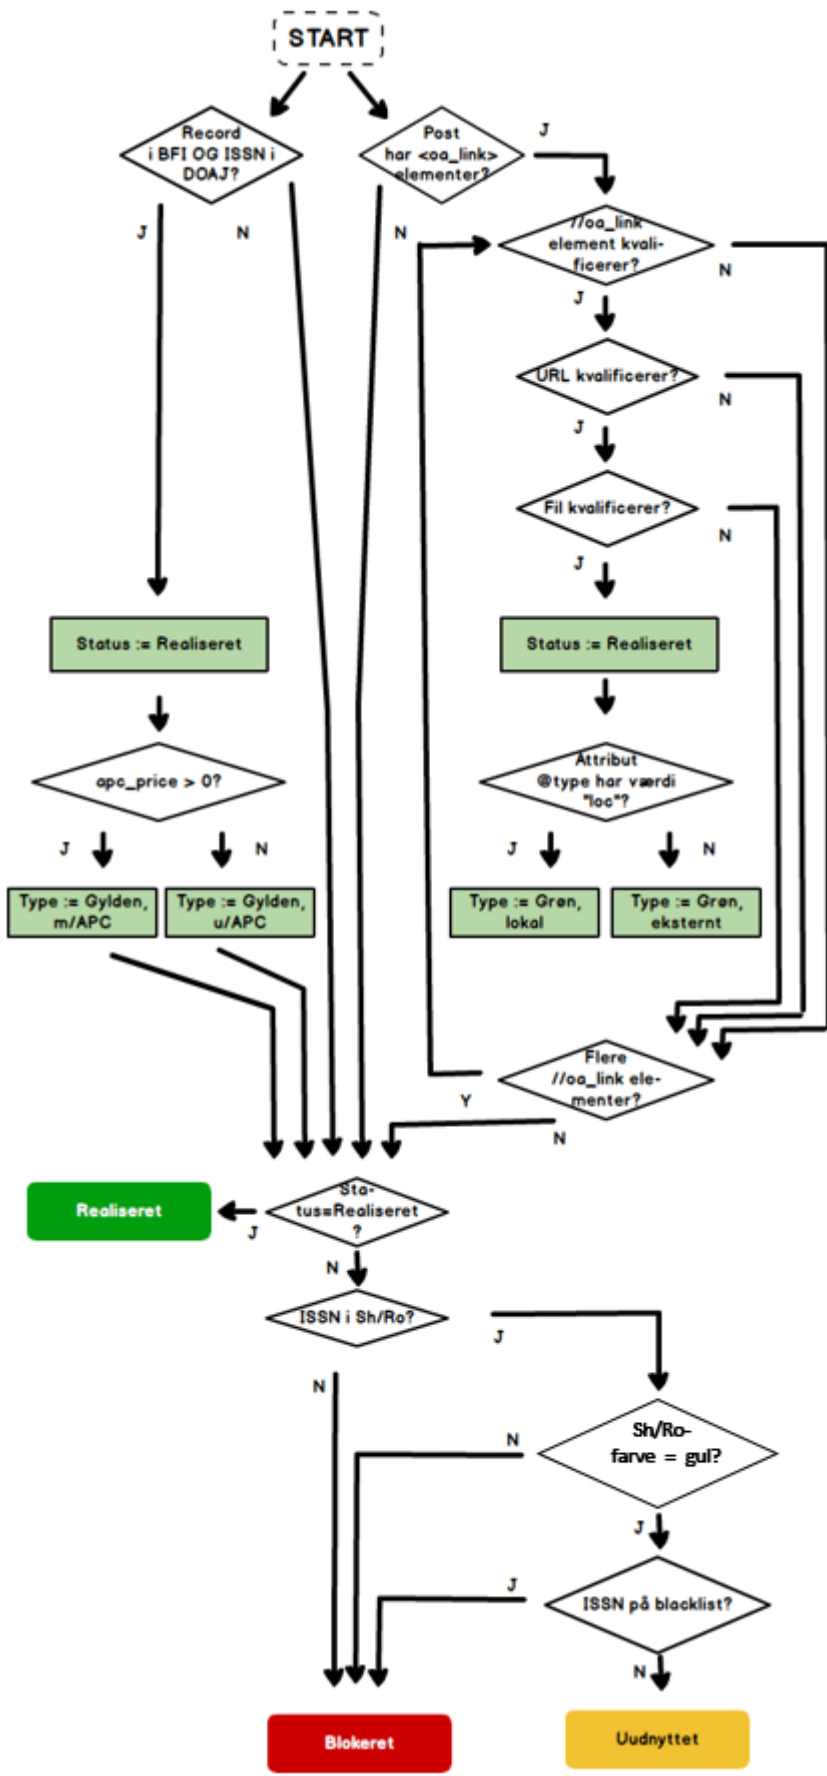 START
Record
i BFI OG ISSN i
DOAJ?
Post
har <oa_link>
elementer?
J
J
N
N
//oa_link
element kvali-
ficerer?
N
J
URL kvalificerer?
N
J
Fil kvalificerer?
N
J
Status := Realiseret
Status := Realiseret
apc_price > 0?
Attribut
@type har værdi
"loc"?
J
N
J
N
Type := Gylden,
m/APC
Type := Gylden,
u/APC
Type := Grøn,
lokal
Type := Grøn,
eksternt
Flere
//oa_link ele-
menter?
Y
N
Realiseret
J
Sta-
tus=Realiseret
?
N
ISSN i Sh/Ro?
J
N
Sh/Ro-
farve = gul?
N
J
ISSN på blacklist?
J
N
Blokeret
Uudnyttet